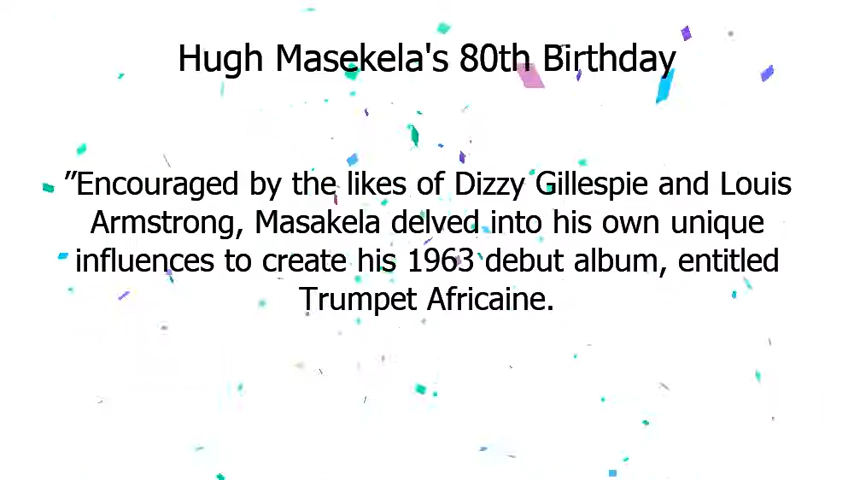 Hugh Masekela's 80th Birthday
”Encouraged by the likes of Dizzy Gillespie and Louis
Armstrong, Masakela delved into his own unique
influences to create his 1963 debut album, entitled
Trumpet Africaine.